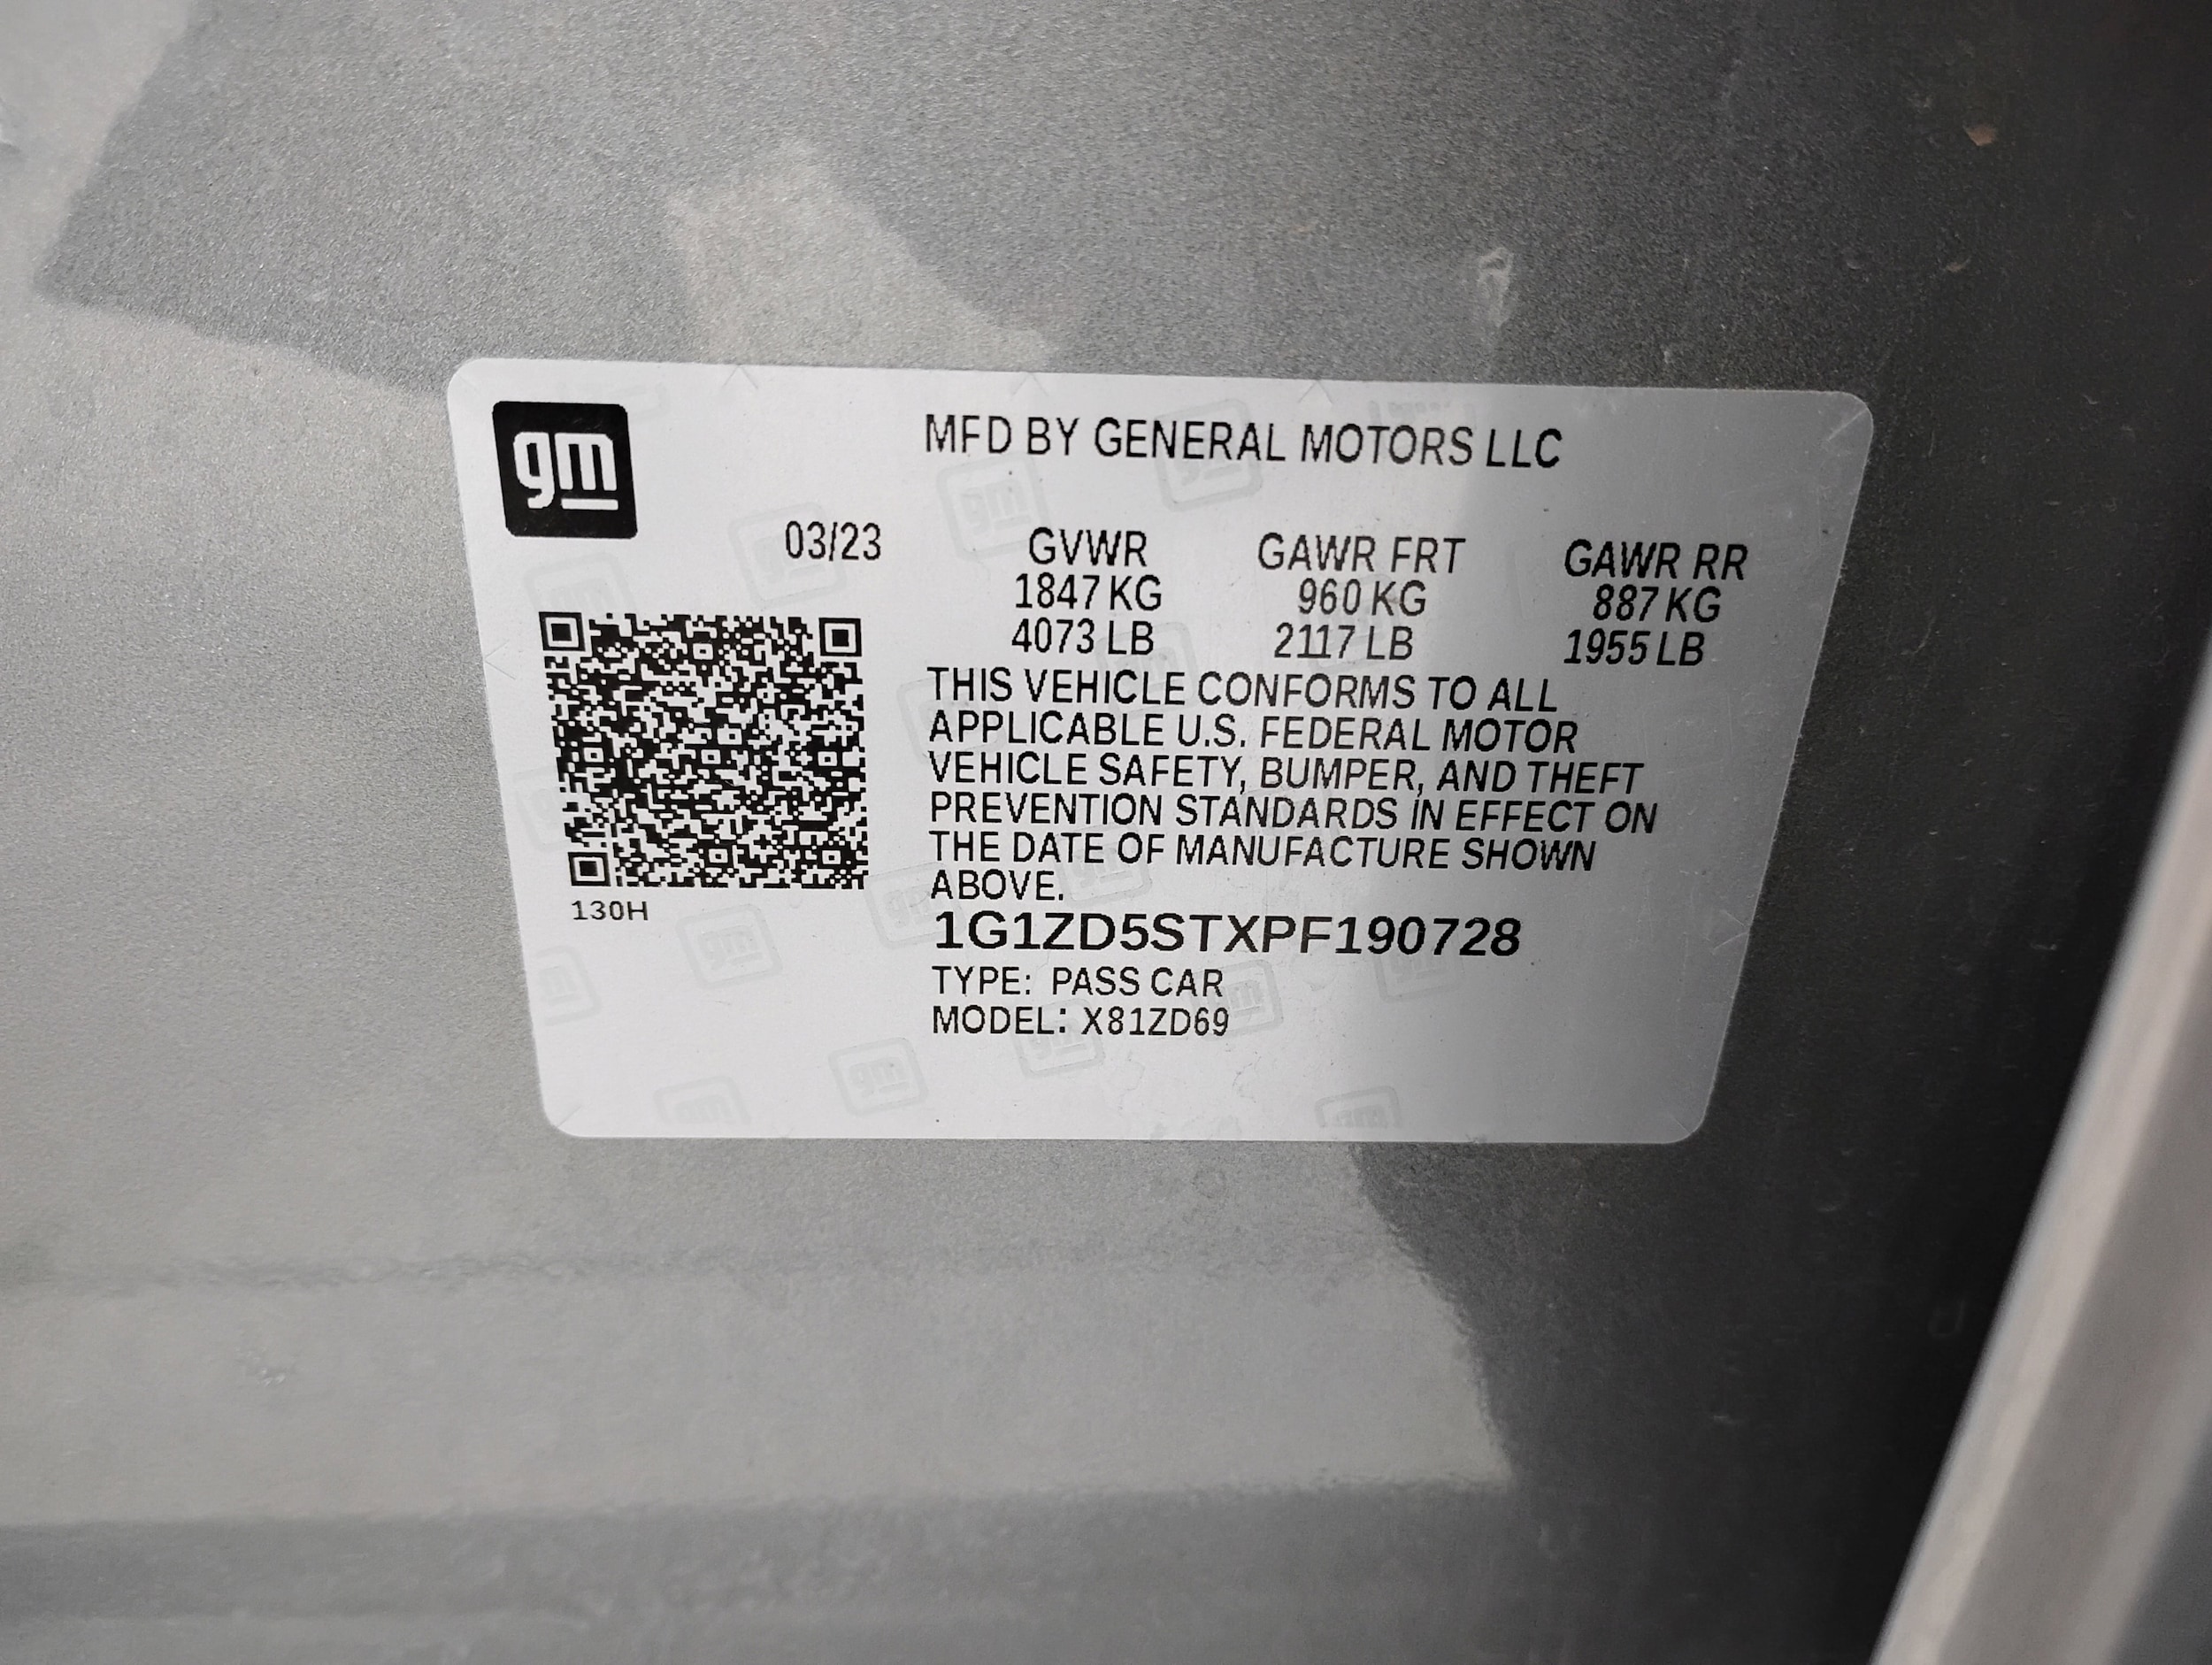 gm
MFD BY GENERAL MOTORS LLC
03/23 GVWR GAWR FRT GAWR RR
1847 KG 960 KG 887 KG
4073 LB 2117 LB 1955 LB
THIS VEHICLE CONFORMS TO ALL
APPLICABLE U.S. FEDERAL MOTOR
VEHICLE SAFETY, BUMPER, AND THEFT
PREVENTION STANDARDS IN EFFECT ON
THE DATE OF MANUFACTURE SHOWN
ABOVE.
130H
1G1ZD5STXPF190728
TYPE: PASS CAR
MODEL: X81ZD69